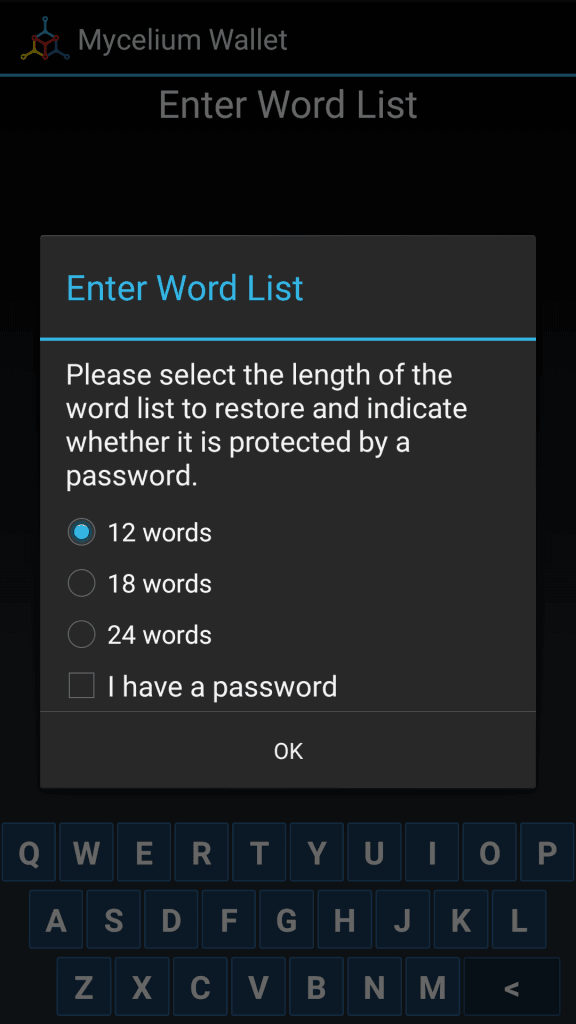 Mycelium Wallet
Enter Word List
Enter Word List
Please select the length of the
word list to restore and indicate
whether it is protected by a
password.
12 words
18 words
24 words
I have a password
OK
Q W E R T Y U I O P
A S D F G H J K L
Z X C V B N M <